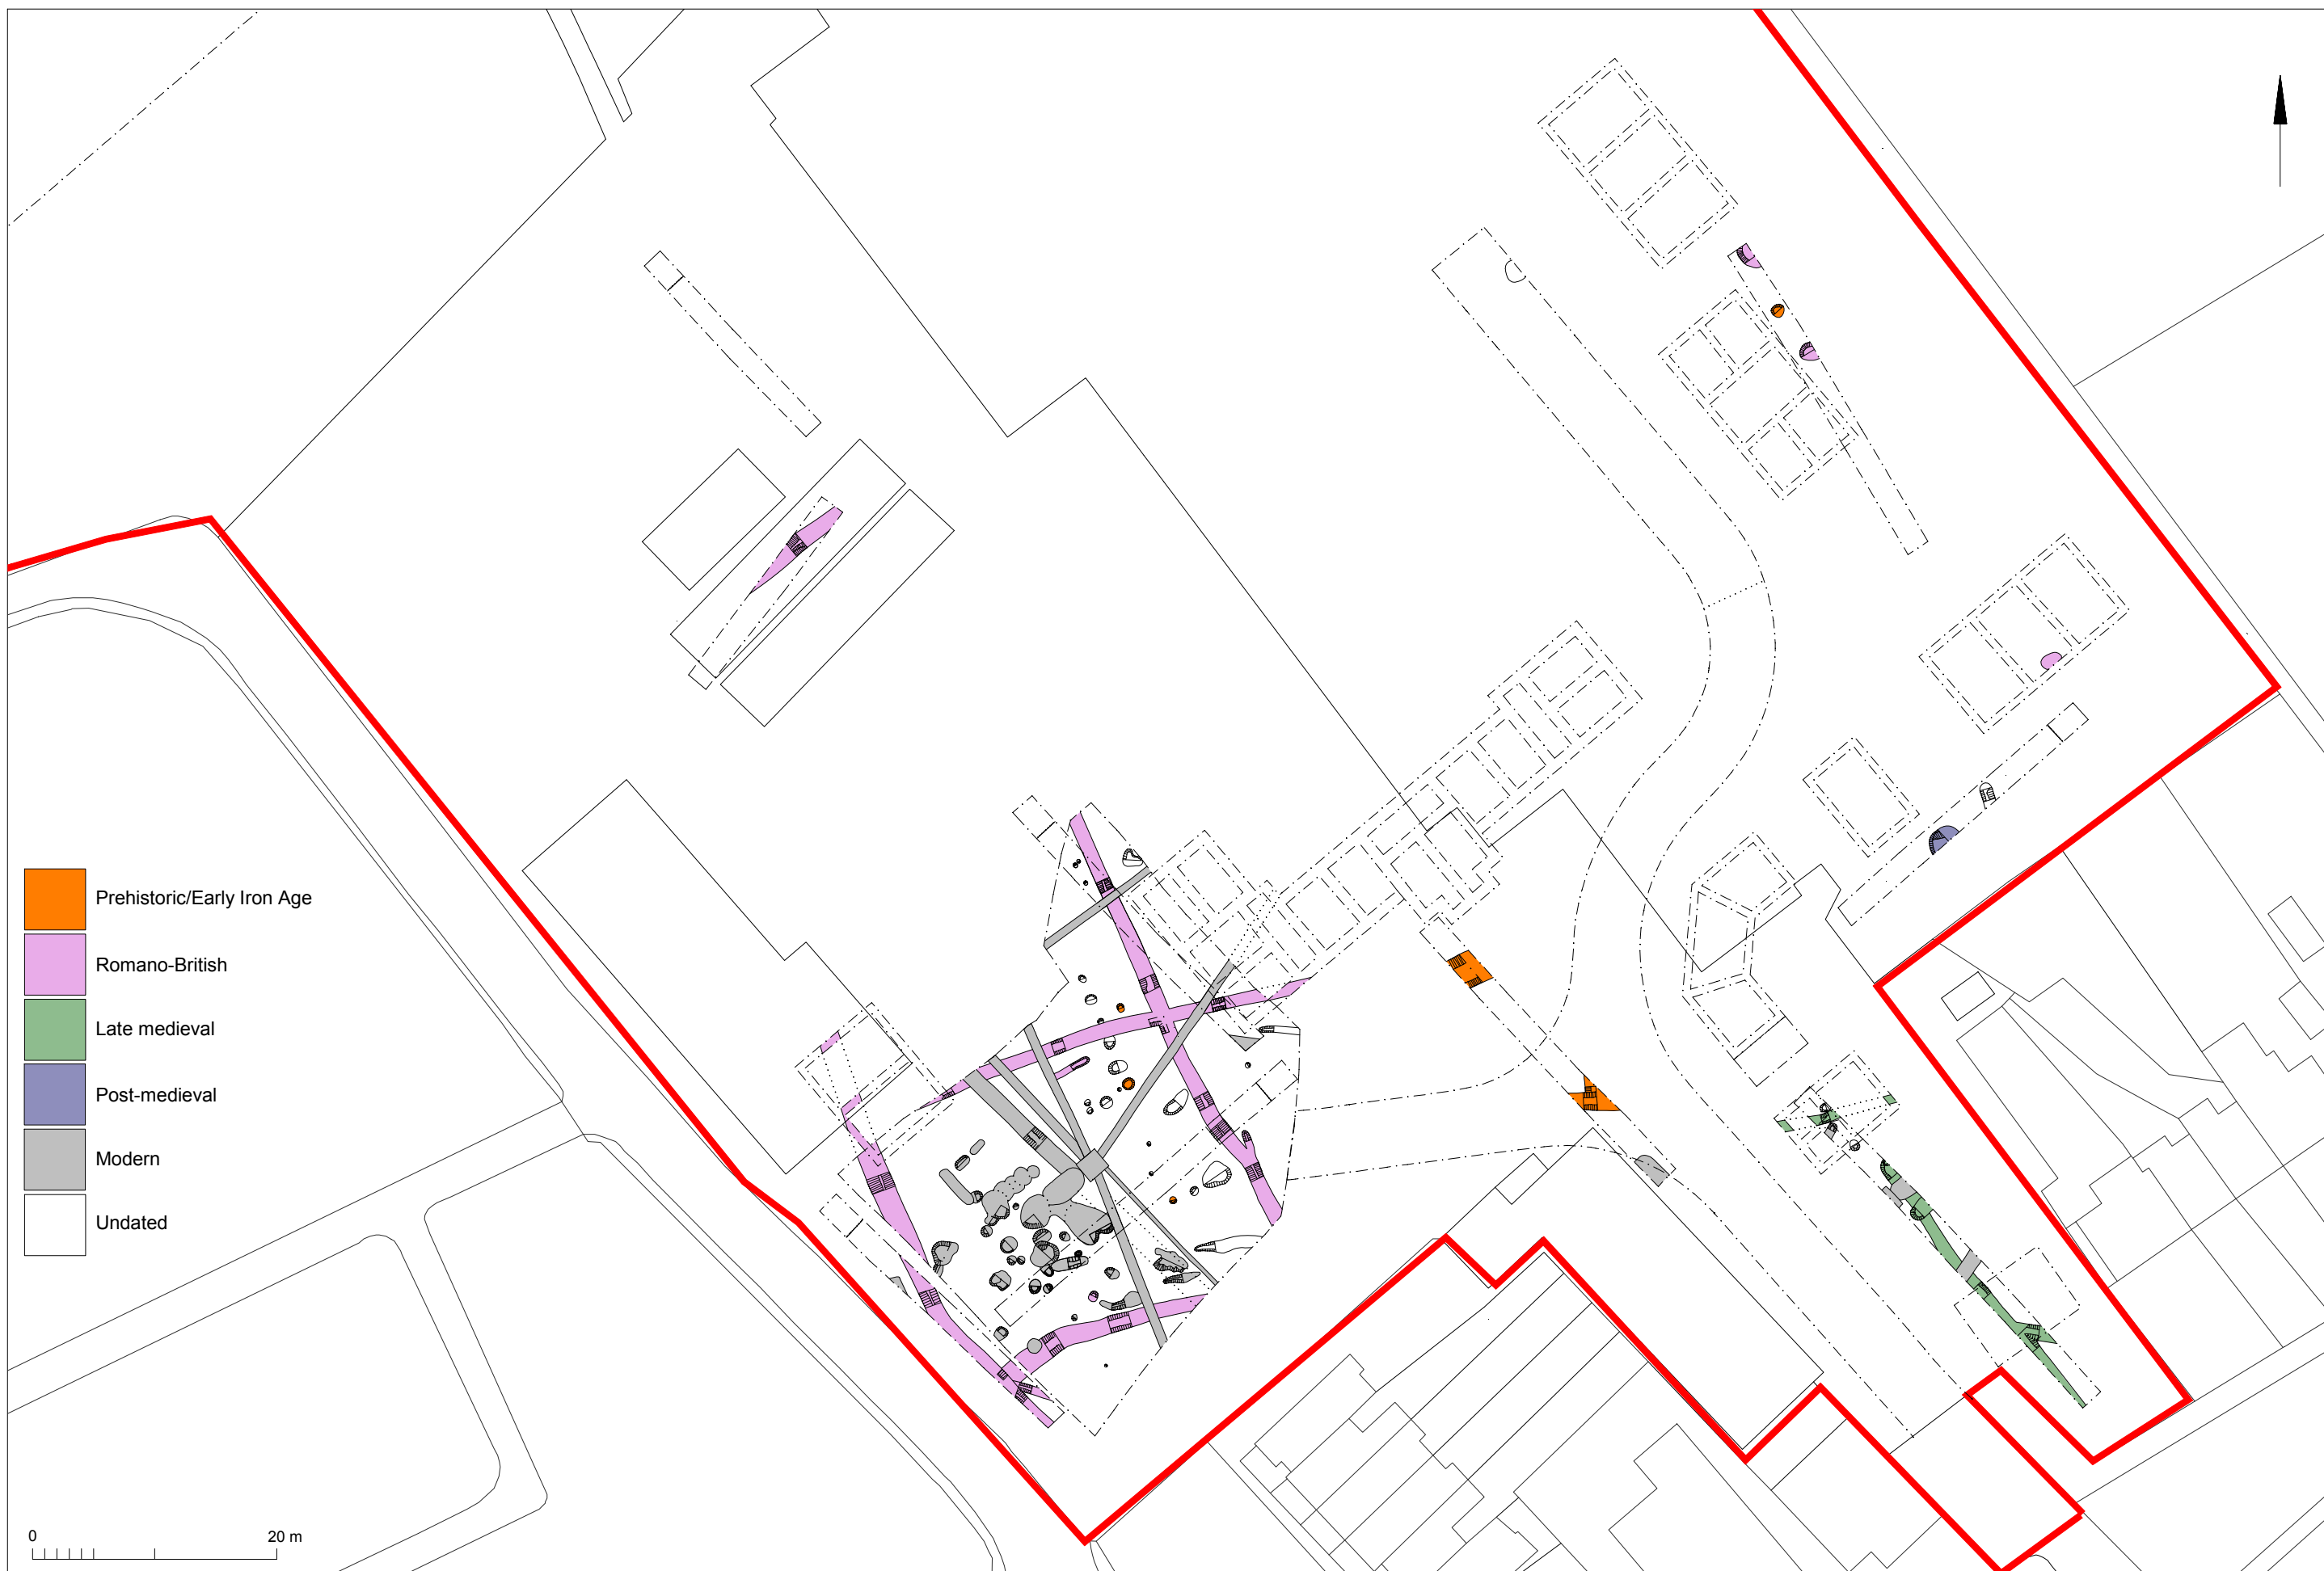 Prehistoric/Early Iron Age
Romano-British
Late medieval
Post-medieval
Modern
Undated
0 20 m